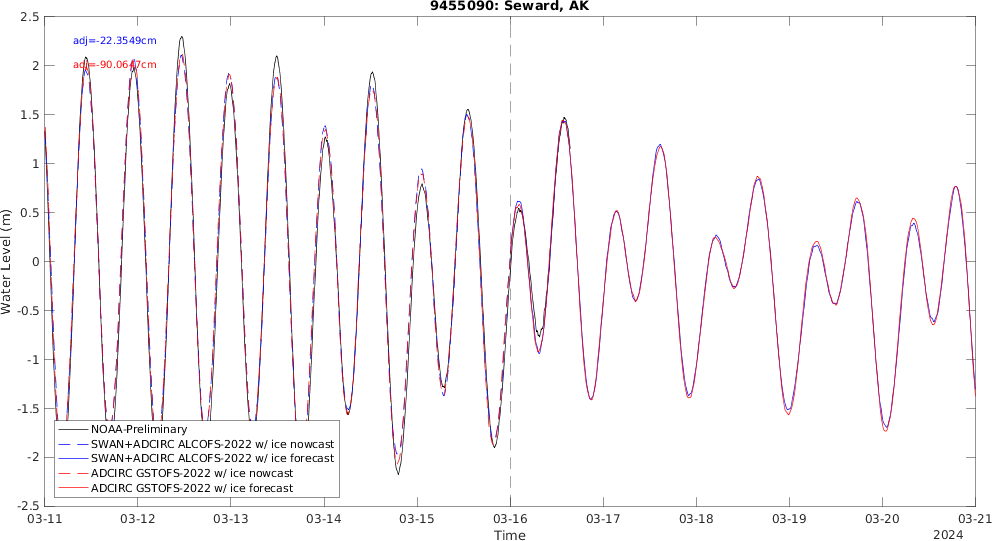 9455090: Seward, AK
2.5
2
1.5
1
0.5
0
-0.5
-1
-1.5
-2
-2.5
Water Level (m)
adj=-22.3549cm
adj=-90.0647cm
NOAA-Preliminary
SWAN+ADCIRC ALCOFS-2022 w/ ice nowcast
SWAN+ADCIRC ALCOFS-2022 w/ ice forecast
ADCIRC GSTOFS-2022 w/ ice nowcast
ADCIRC GSTOFS-2022 w/ ice forecast
03-11 03-12 03-13 03-14 03-15 03-16 03-17 03-18 03-19 03-20 03-21
Time
2024